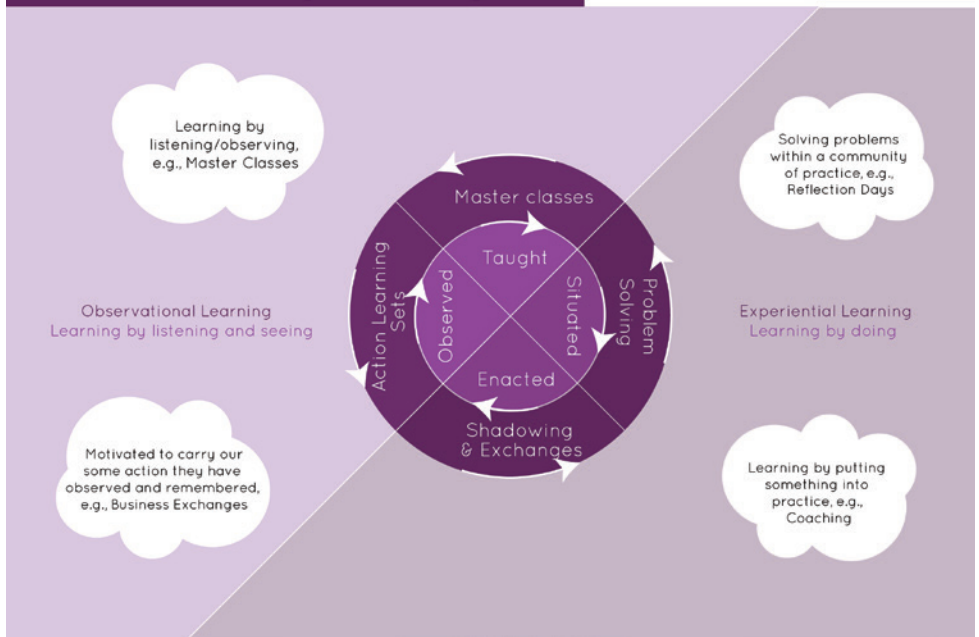 Learning by
listening/observing,
e.g., Master Classes
Solving problems
within a community
of practice, e.g.,
Reflection Days
Master classes
Taught
Action Learning
Sets
Observed
Situated
Problem
Solving
Enacted
Shadowing
& Exchanges
Observational Learning
Learning by listening and seeing
Experiential Learning
Learning by doing
Motivated to carry our
some action they have
observed and remembered,
e.g., Business Exchanges
Learning by putting
something into
practice, e.g.,
Coaching